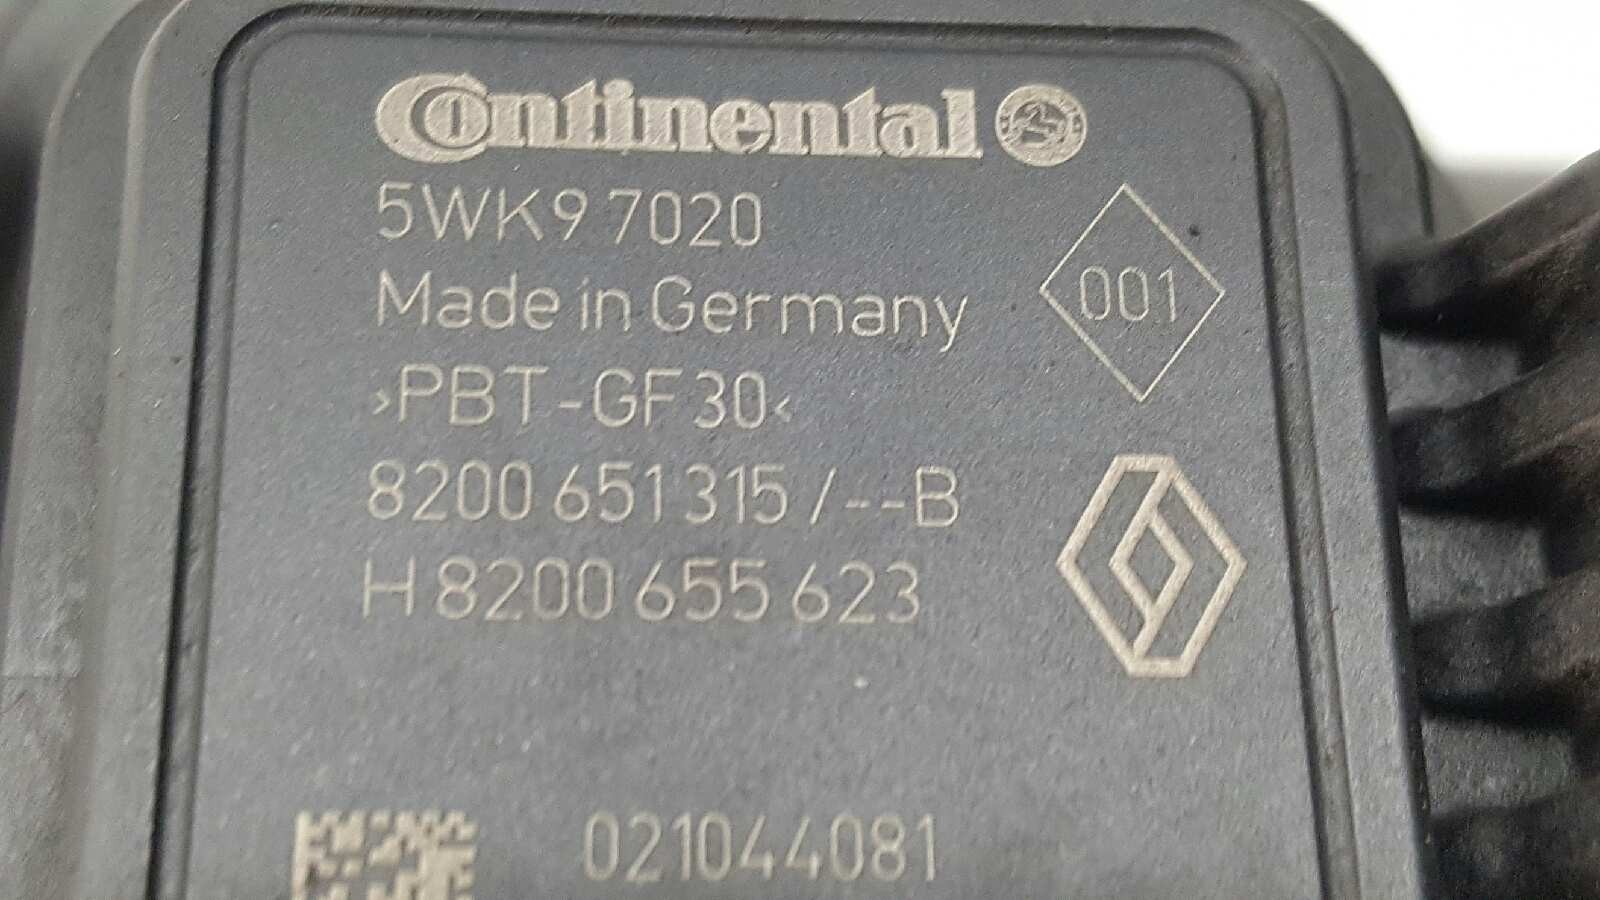 Continental
5WK9 7020
Made in Germany
001
>PBT-GF30<
8200 651 315 /--B
H 8200 655 623
021044081